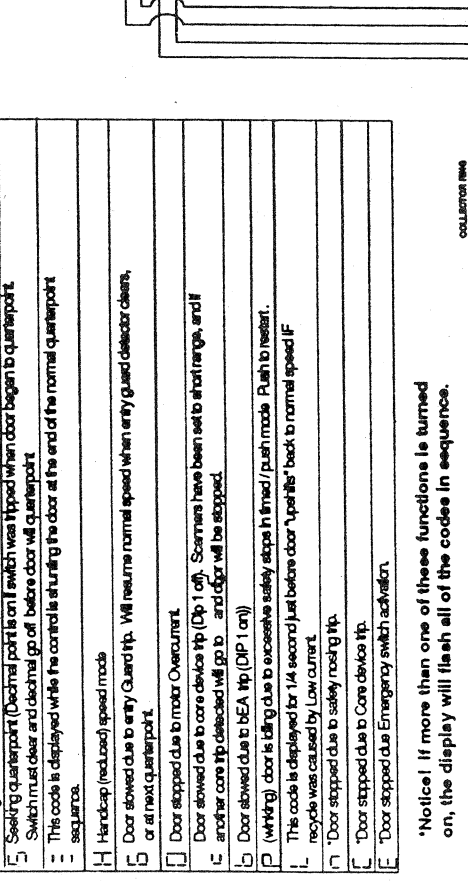 5 Seeking quarterpoint (Decimal point is on if switch was tripped when door began to quarterpoint.
Switch must clear and decimal go off before door will quarterpoint
This code is displayed while the control is shunting the door at the end of the normal quarterpoint
sequence.
H Handicap (reduced) speed mode
G Door slowed due to entry Guard trip. Will resume normal speed when entry guard detector clears,
or at next quarterpoint.
O Door stopped due to motor Overcurrent.
c Door slowed due to core device trip (Dip 1 off). Scanners have been set to short range, and if
another core trip detected will go to and door will be stopped.
b Door slowed due to bEA trip (DIP 1 on))
P (winking) door is idling due to excessive safety stops in timed / push mode Push to restart.
L This code is displayed for 1/4 second just before door "upshifts" back to normal speed IF
recycle was caused by Low current.
n *Door stopped due to safety nosing trip.
C *Door stopped due to Core device trip.
E *Door stopped due Emergency switch activation.
*Notice! If more than one of these functions is turned
on, the display will flash all of the codes in sequence.
COLLECTOR RING